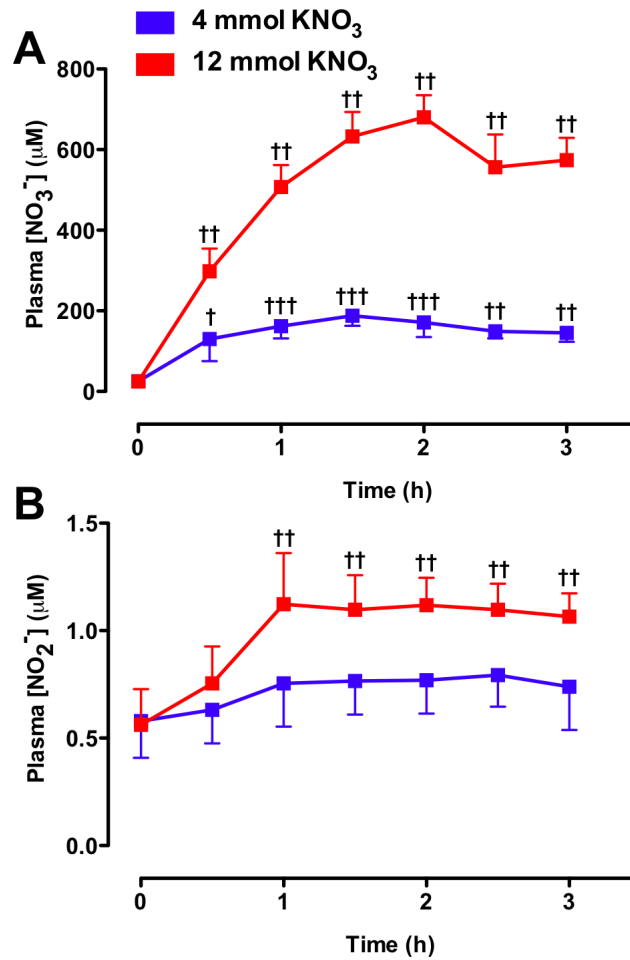 4 mmol KNO3
12 mmol KNO3
A
Plasma [NO3-] (μM)
800
600
400
200
0
†† †† †† †† †† ††
† ††† ††† ††† †† ††
0 1 2 3
Time (h)
B
Plasma [NO2-] (μM)
1.5
1.0
0.5
0.0
†† †† †† †† ††
0 1 2 3
Time (h)